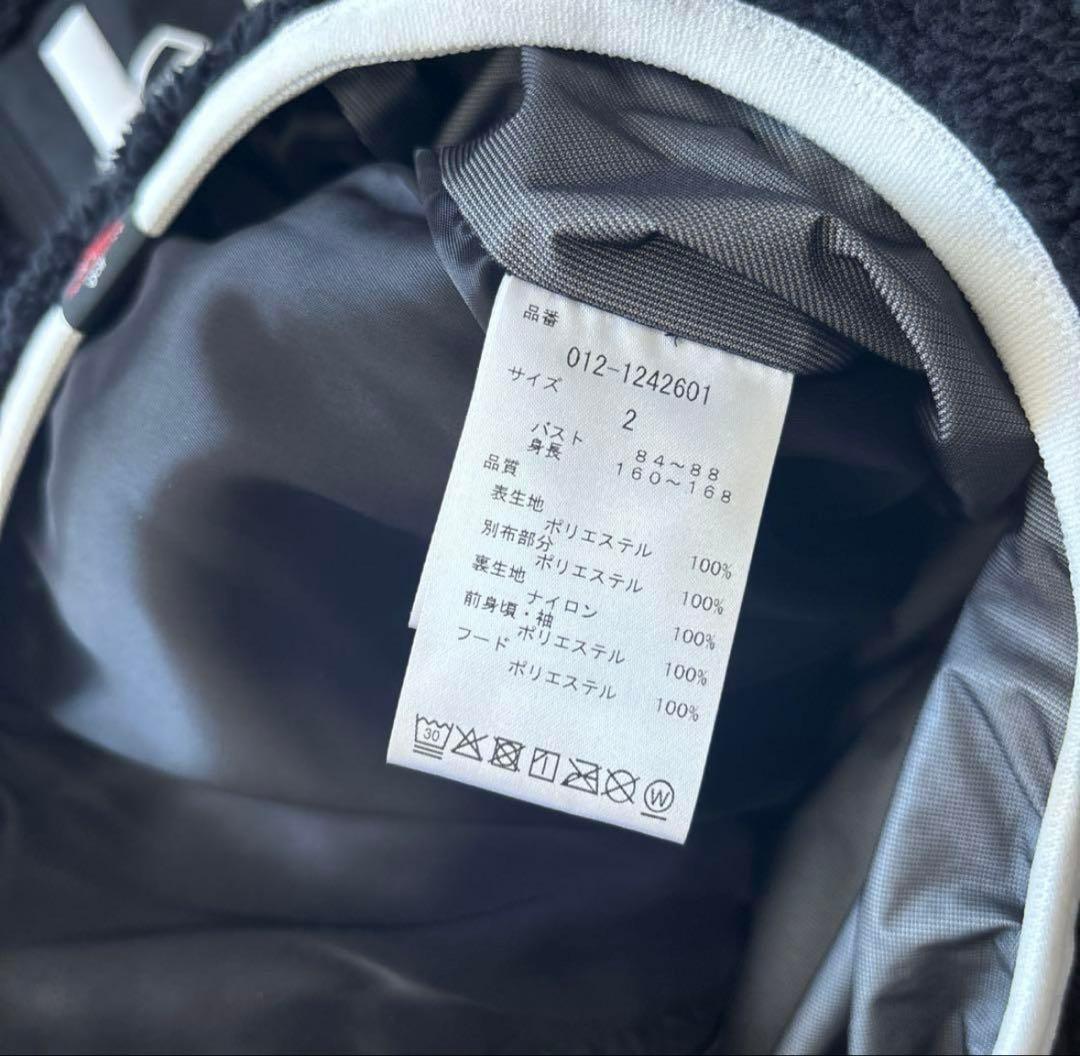 品番
012-1242601
サイズ
2
バスト 84～88
身長 160～168
品質
表生地
ポリエステル 100%
別布部分
ポリエステル 100%
裏生地
ナイロン 100%
前身頃・袖
ポリエステル 100%
フード
ポリエステル 100%
30
W